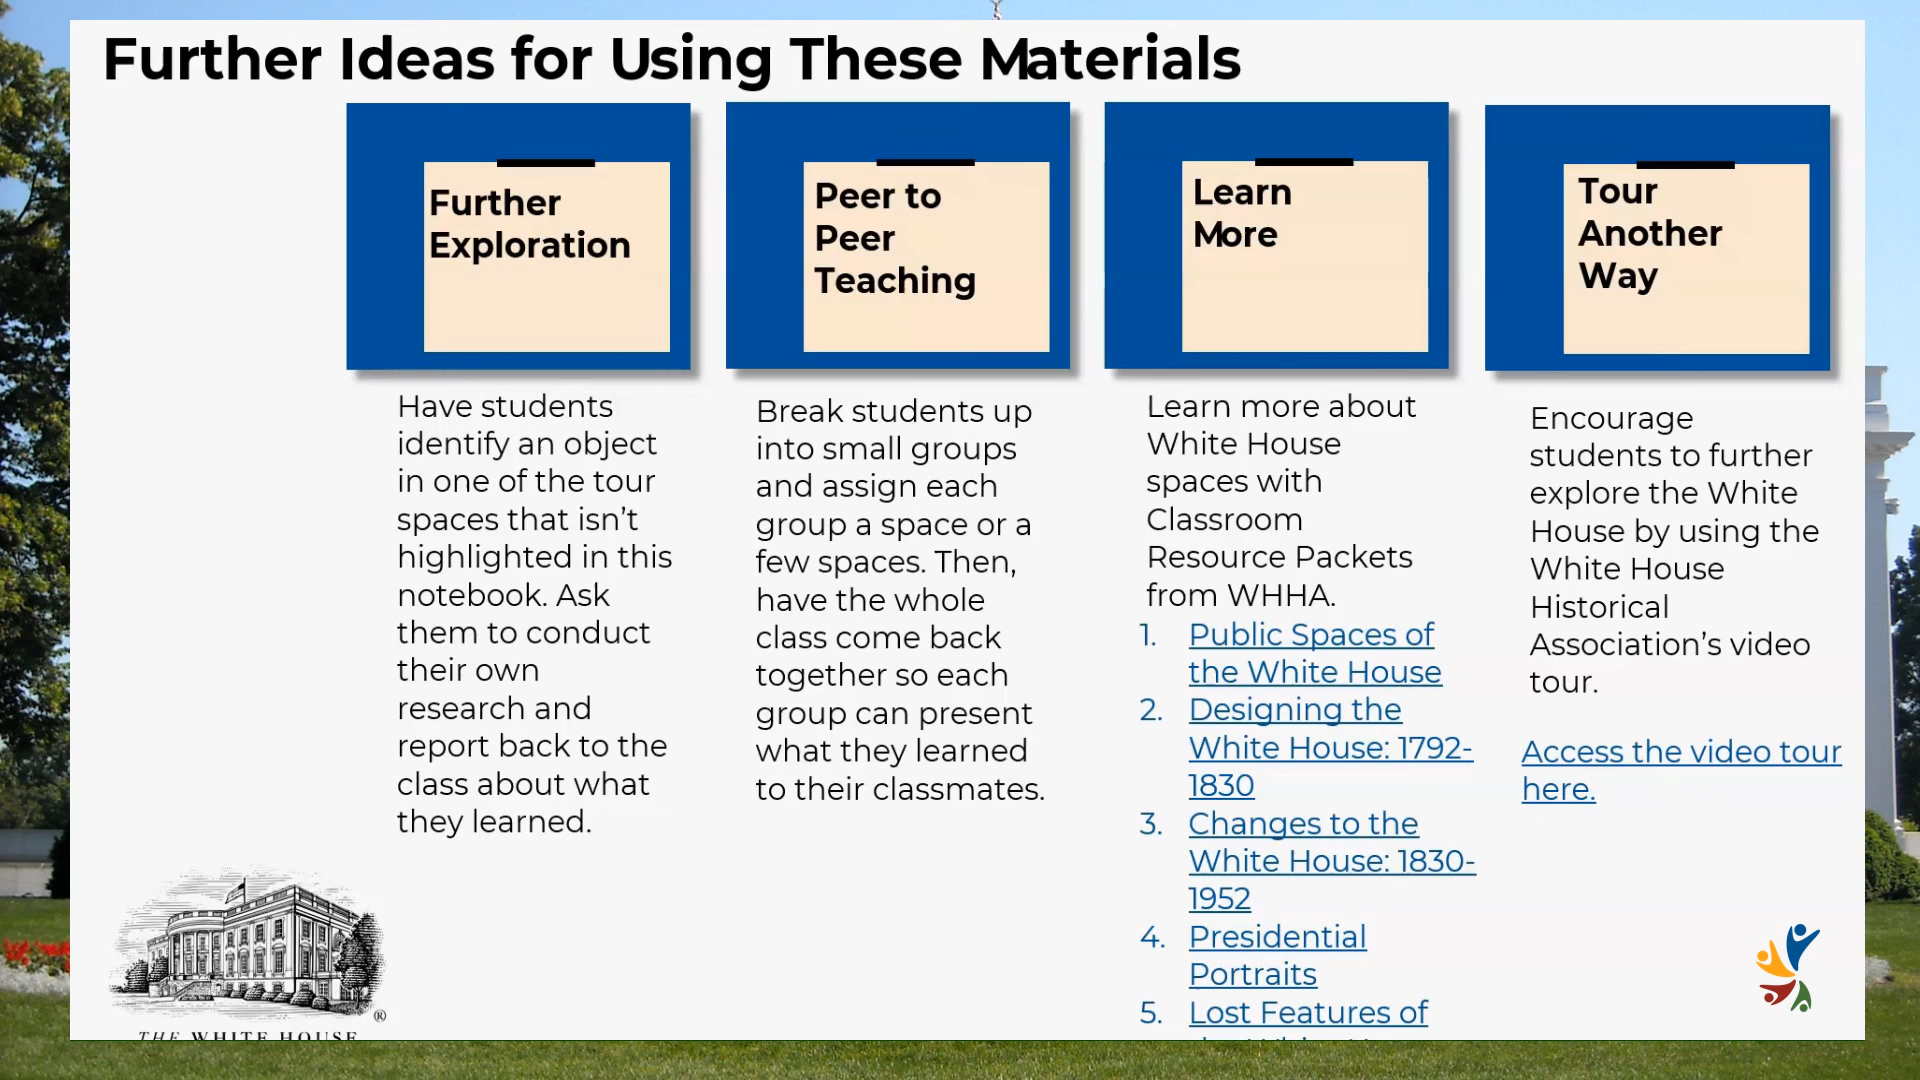 Further Ideas for Using These Materials
Further
Exploration
Have students
identify an object
in one of the tour
spaces that isn't
highlighted in this
notebook. Ask
them to conduct
their own
research and
report back to the
class about what
they learned.
Peer to
Peer
Teaching
Break students up
into small groups
and assign each
group a space or a
few spaces. Then,
have the whole
class come back
together so each
group can present
what they learned
to their classmates.
Learn
More
Learn more about
White House
spaces with
Classroom
Resource Packets
from WHHA.
1. Public Spaces of
the White House
2. Designing the
White House: 1792-
1830
3. Changes to the
White House: 1830-
1952
4. Presidential
Portraits
5. Lost Features of
Tour
Another
Way
Encourage
students to further
explore the White
House by using the
White House
Historical
Association's video
tour.
Access the video tour
here.
®
THE WHITE HOUSE